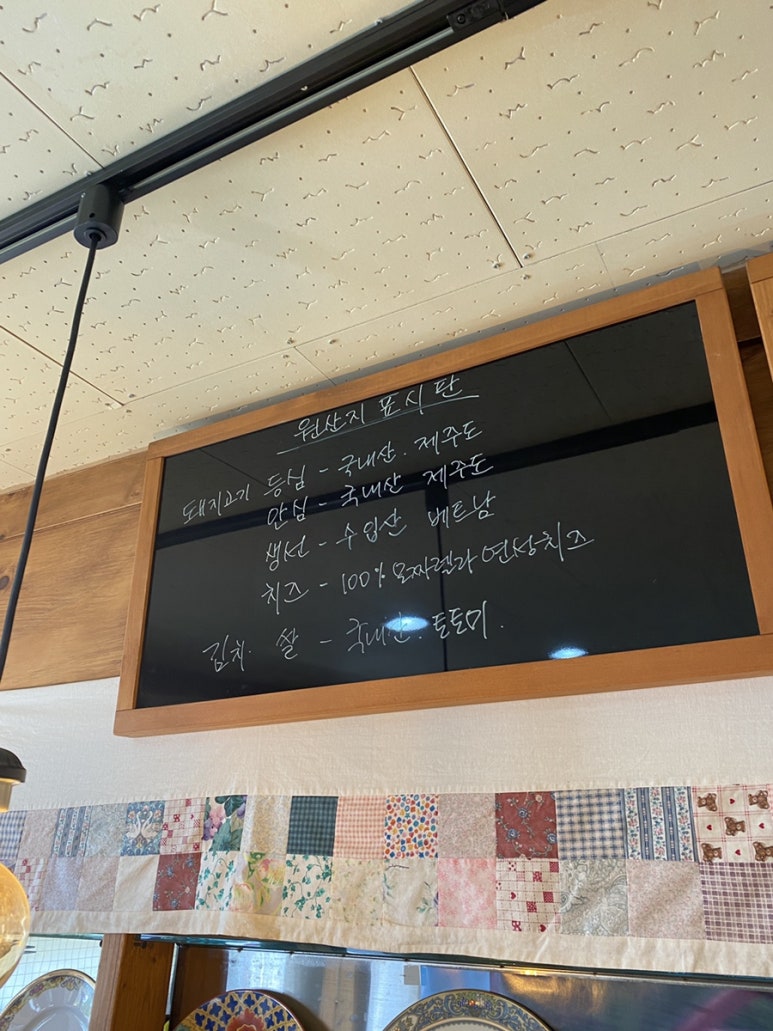 원산지 표시판
돼지고기 등심 - 국내산. 제주도
안심 - 국내산 제주도
생선 - 수입산 베트남
치즈 - 100% 모짜렐라 연성치즈
김치. 쌀 - 국내산. 토토미.